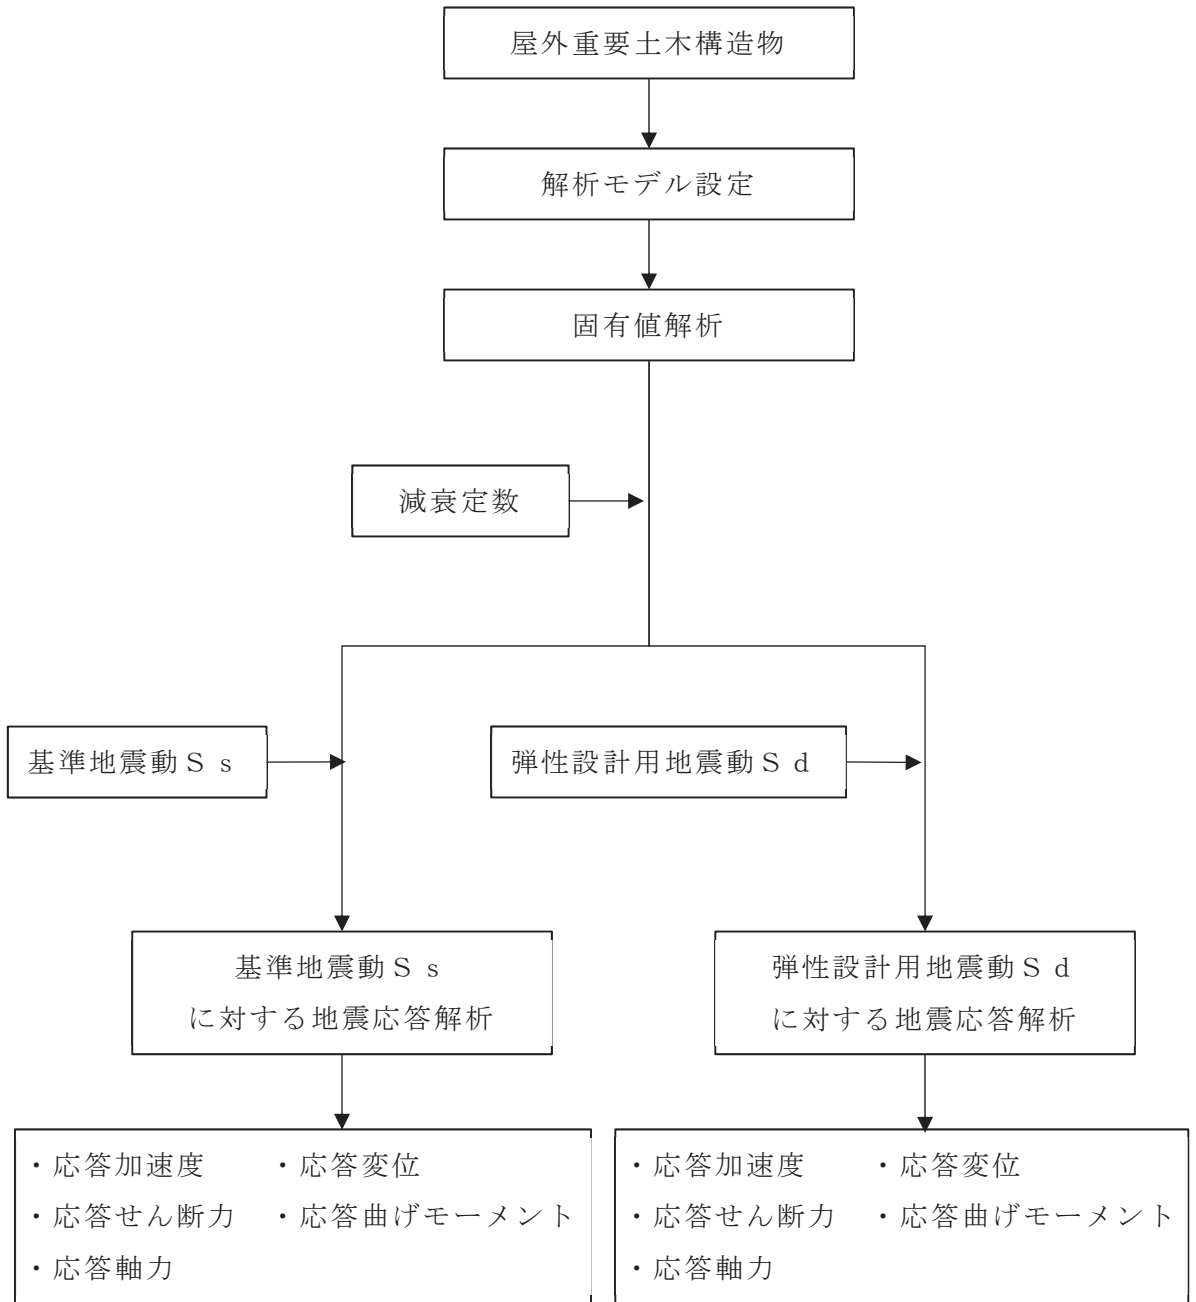 屋外重要土木構造物
解析モデル設定
固有値解析
減衰定数
基準地震動Ｓｓ
弾性設計用地震動Ｓｄ
基準地震動Ｓｓ
に対する地震応答解析
弾性設計用地震動Ｓｄ
に対する地震応答解析
・応答加速度 ・応答変位
・応答せん断力 ・応答曲げモーメント
・応答軸力
・応答加速度 ・応答変位
・応答せん断力 ・応答曲げモーメント
・応答軸力